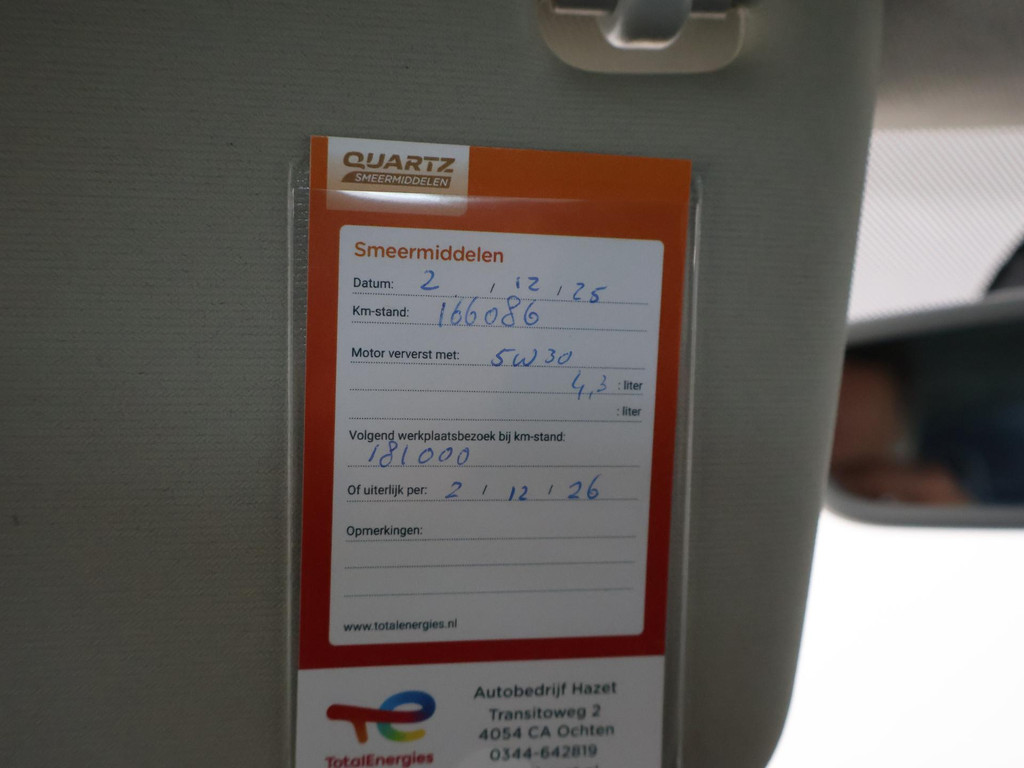 QUARTZ
SMEERMIDDELEN
Smeermiddelen
Datum: 2 / 12 / 25
Km-stand: 166086
Motor ververst met: 5W30
4,3 : liter
: liter
Volgend werkplaatsbezoek bij km-stand:
181000
Of uiterlijk per: 2 / 12 / 26
Opmerkingen:
www.totalenergies.nl
TotalEnergies
Autobedrijf Hazet
Transitoweg 2
4054 CA Ochten
0344-642819